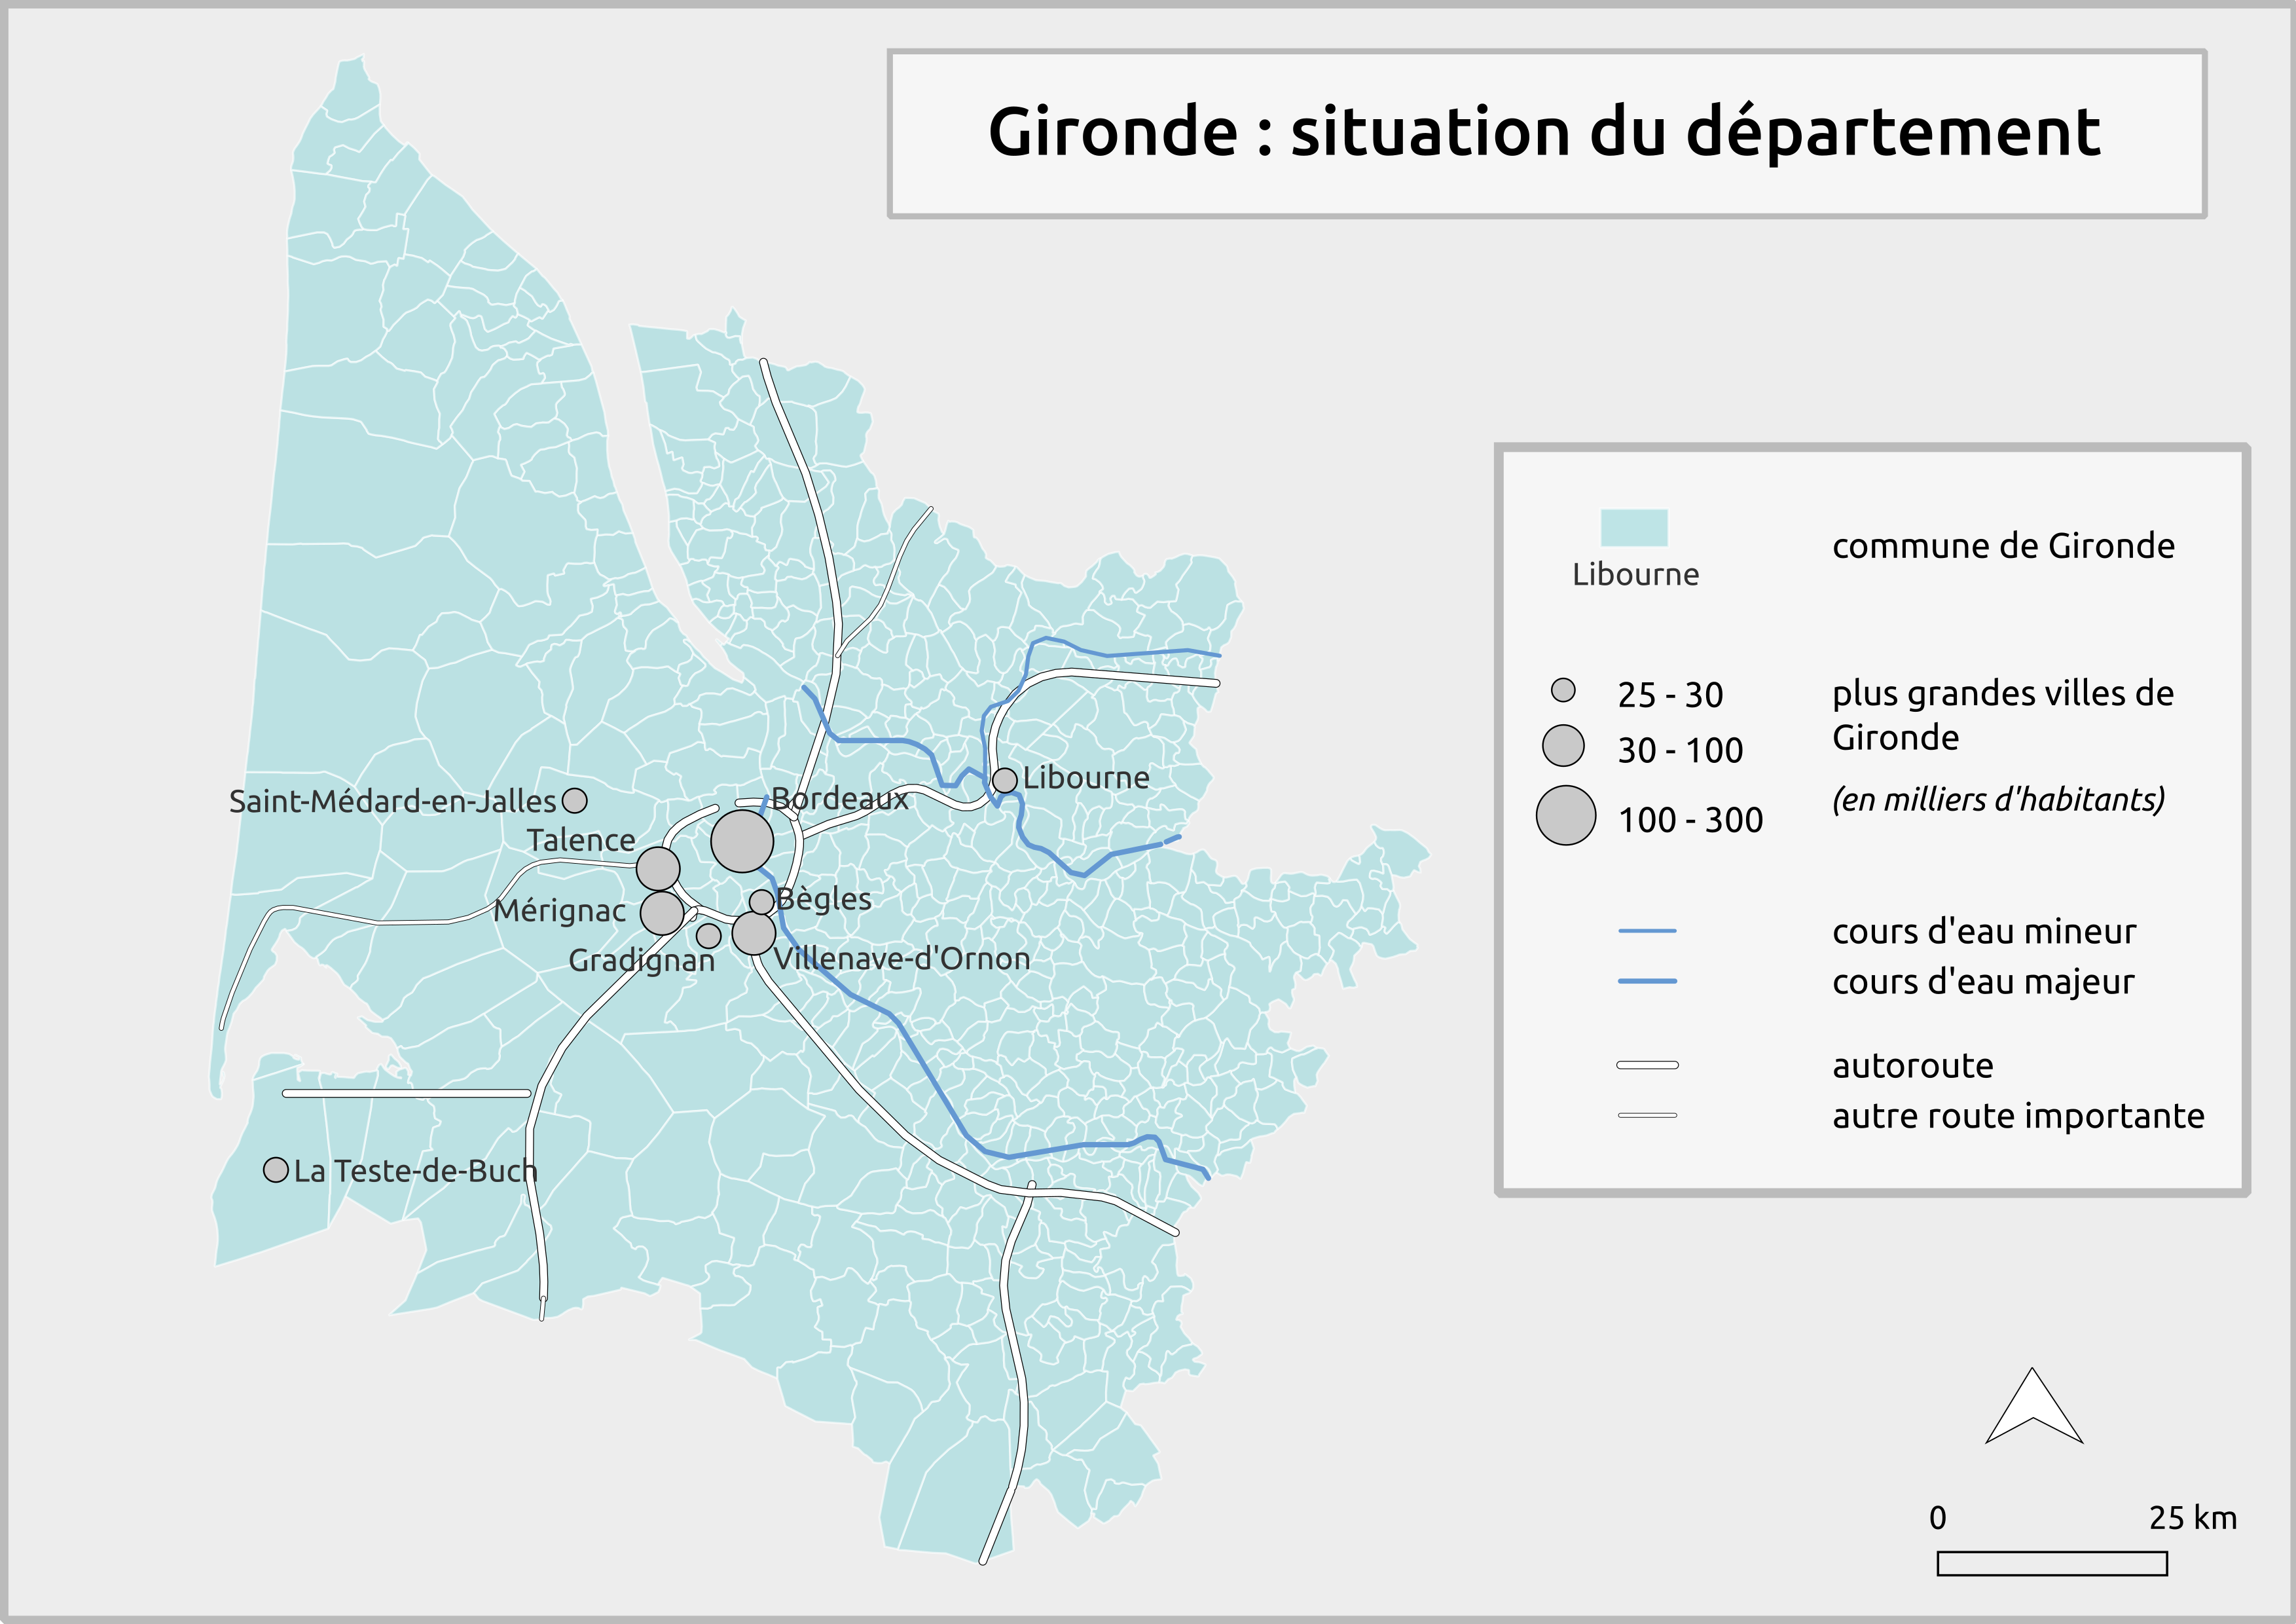 Gironde : situation du département
commune de Gironde
Libourne
25 - 30
plus grandes villes de
30 - 100
Gironde
100 - 300
(en milliers d'habitants)
cours d'eau mineur
cours d'eau majeur
autoroute
autre route importante
Libourne
Bordeaux
Saint-Médard-en-Jalles
Talence
Bègles
Mérignac
Gradignan
Villenave-d'Ornon
La Teste-de-Buch
0
25 km